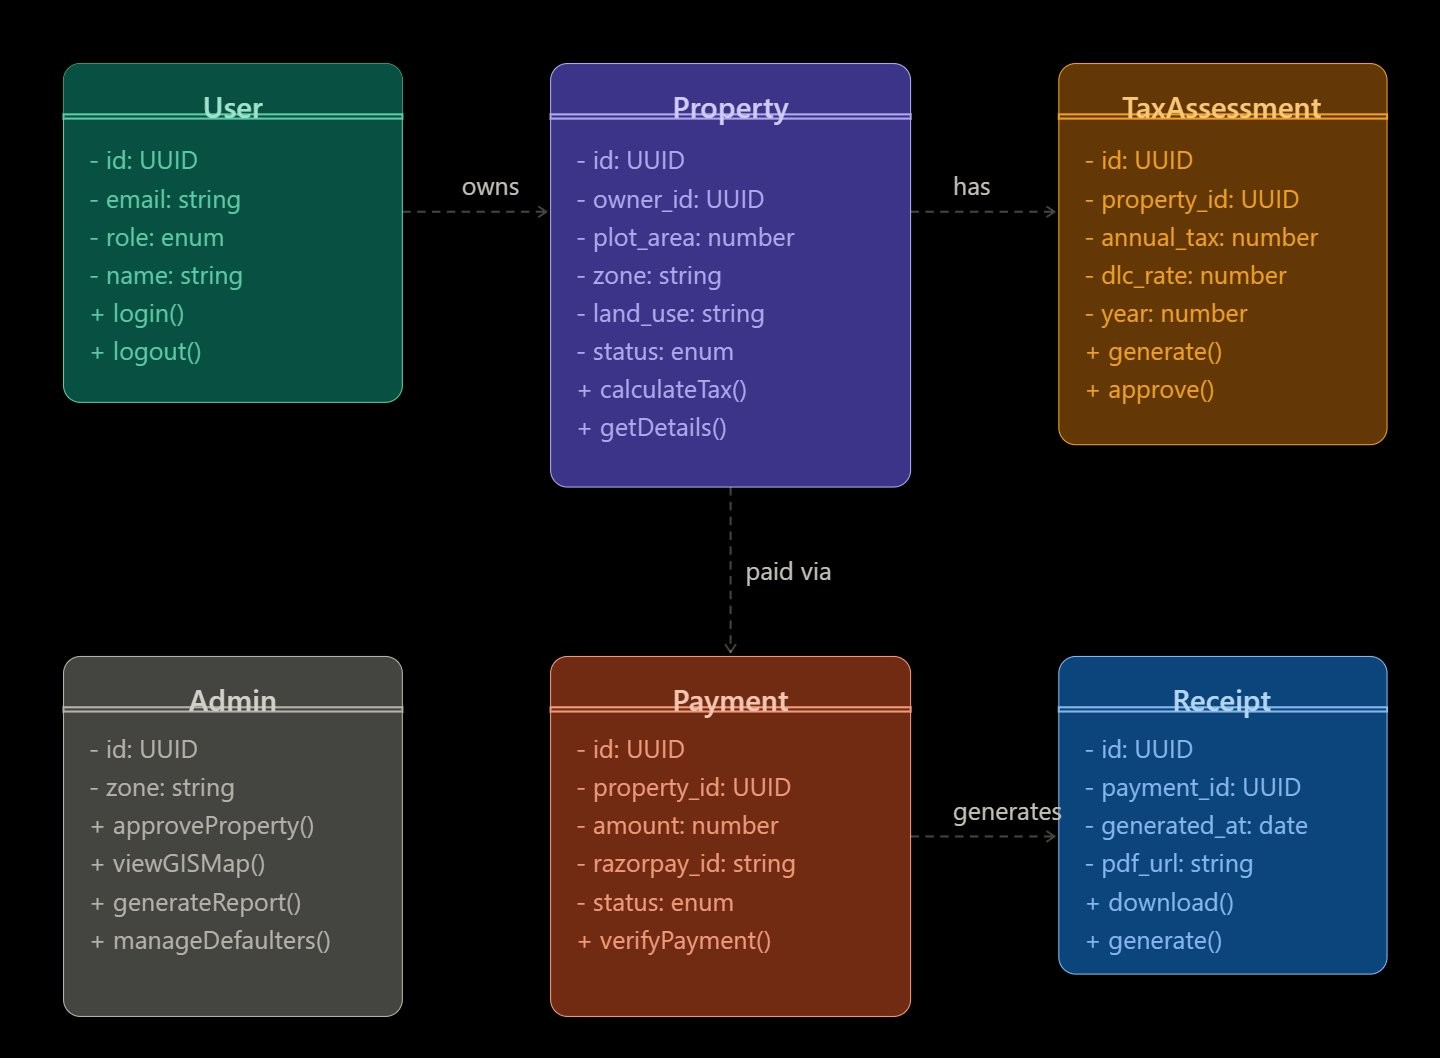 User
- id: UUID
- email: string
- role: enum
- name: string
+ login()
+ logout()
owns
Property
- id: UUID
- owner_id: UUID
- plot_area: number
- zone: string
- land_use: string
- status: enum
+ calculateTax()
+ getDetails()
has
TaxAssessment
- id: UUID
- property_id: UUID
- annual_tax: number
- dlc_rate: number
- year: number
+ generate()
+ approve()
paid via
Admin
- id: UUID
- zone: string
+ approveProperty()
+ viewGISMap()
+ generateReport()
+ manageDefaulters()
Payment
- id: UUID
- property_id: UUID
- amount: number
- razorpay_id: string
- status: enum
+ verifyPayment()
generates
Receipt
- id: UUID
- payment_id: UUID
- generated_at: date
- pdf_url: string
+ download()
+ generate()